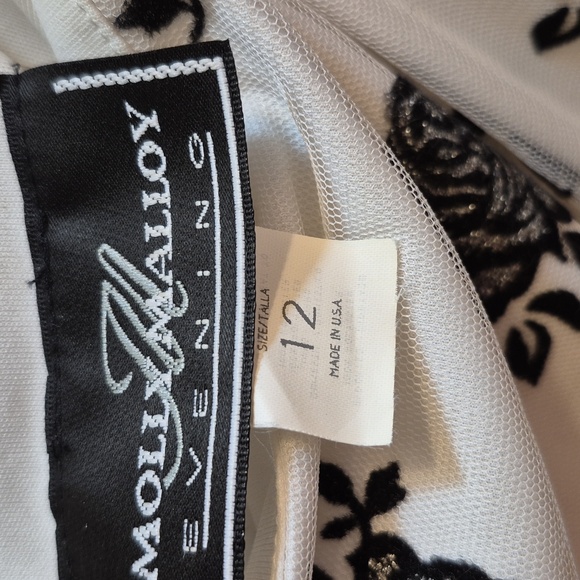 MOLLY MALLOY
EVENING
SIZE/TALLA
12
MADE IN U.S.A.